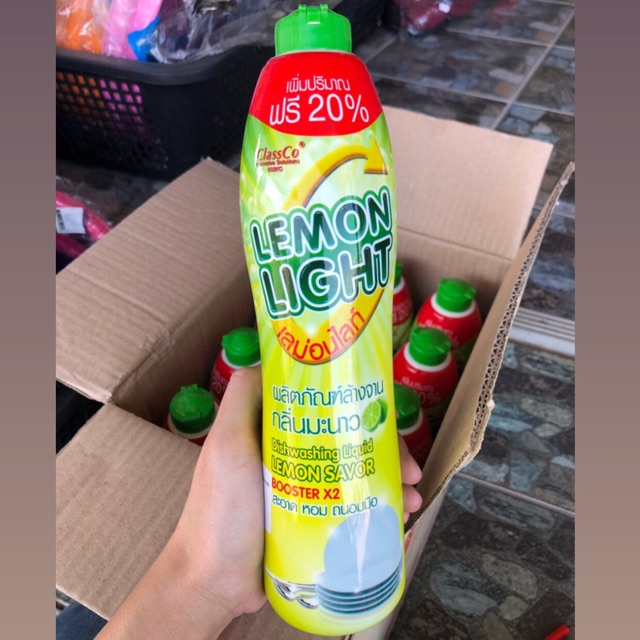 เพิ่มปริมาณ
ฟรี 20%
ClassCo®
LEMON
LIGHT
เลม่อนไลท์
ผลิตภัณฑ์ล้างจาน
กลิ่นมะนาว
Dishwashing Liquid
LEMON SAVOR
BOOSTER X2
สะอาด หอม ถนอมมือ